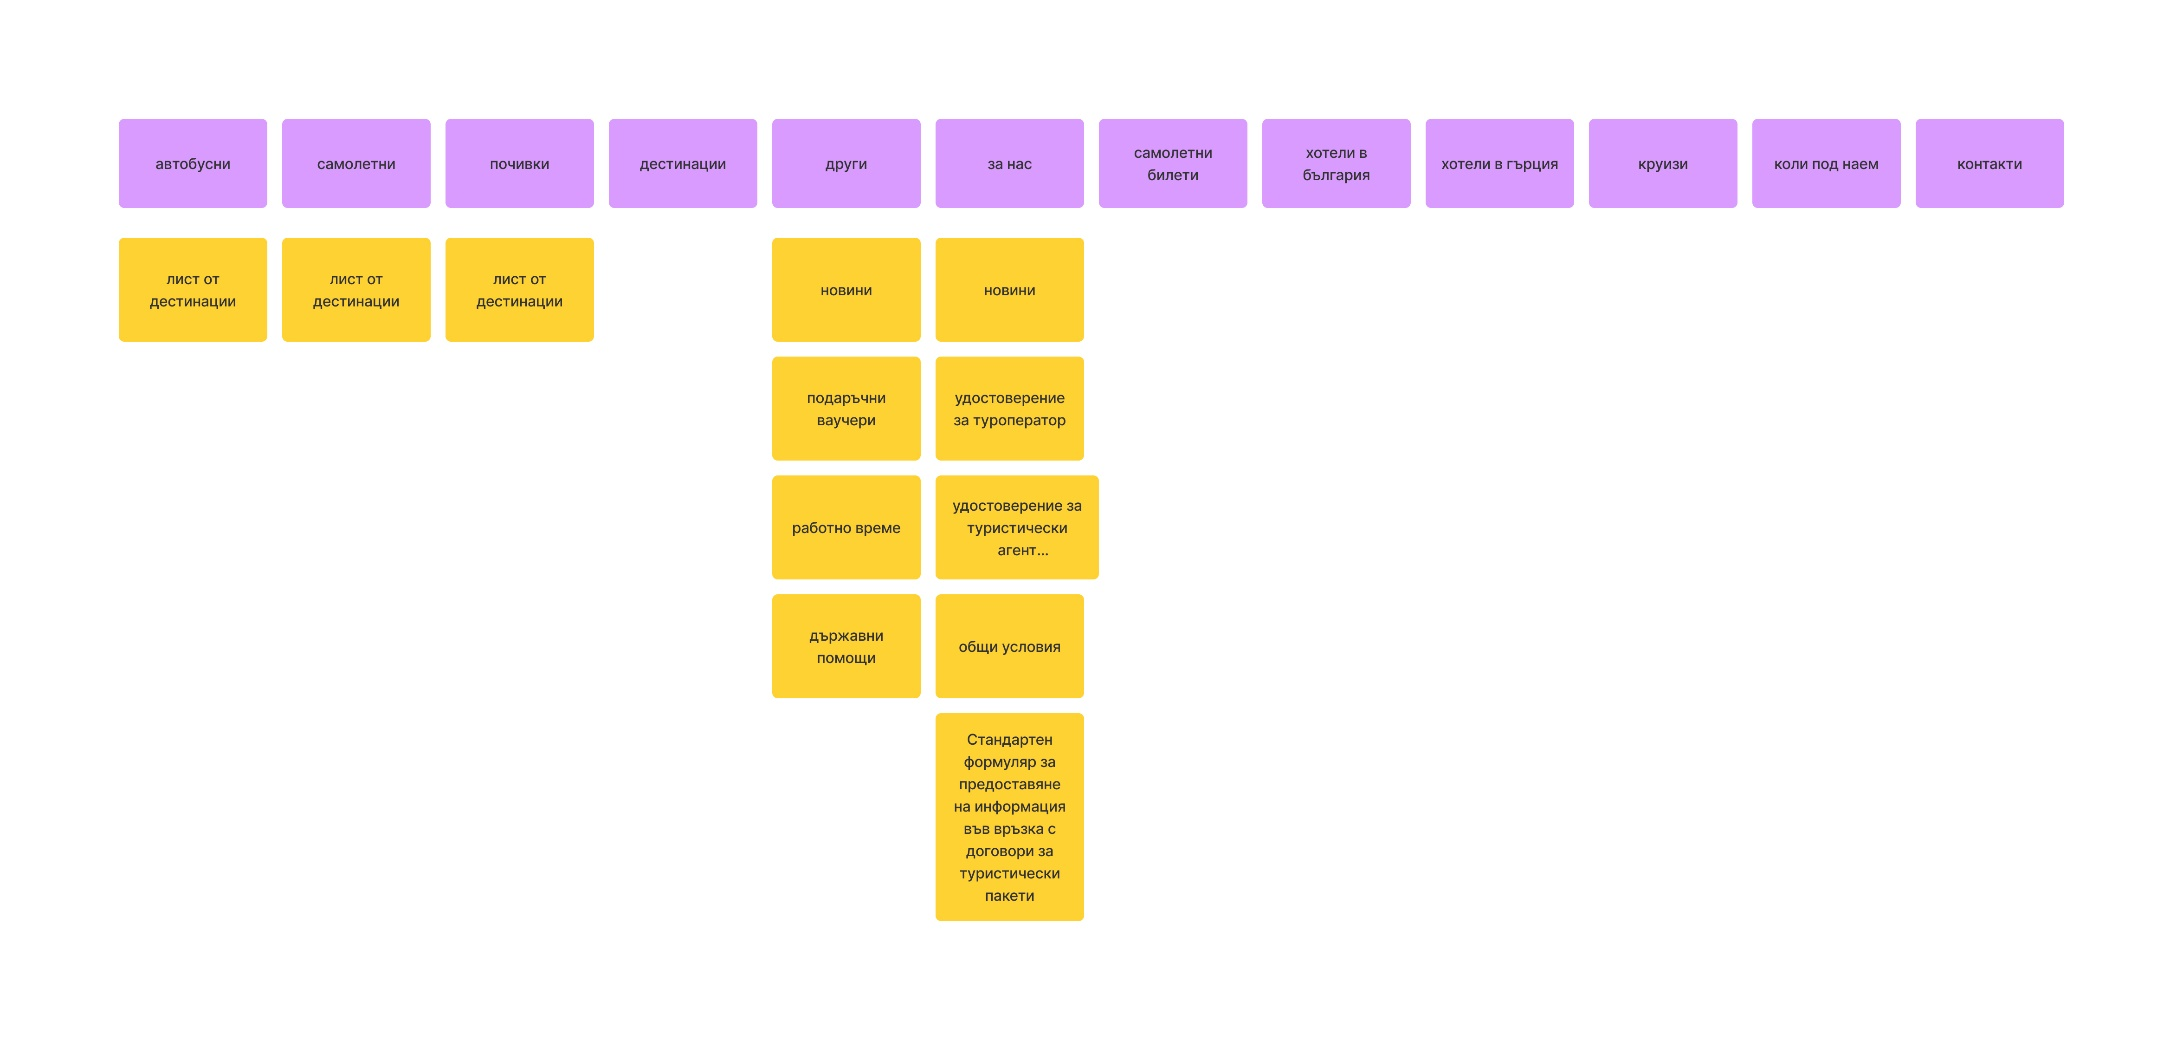 автобусни
самолетни
почивки
дестинации
други
за нас
самолетни
билети
хотели в
българия
хотели в гърция
круизи
коли под наем
контакти
лист от
дестинации
лист от
дестинации
лист от
дестинации
новини
новини
подаръчни
ваучери
удостоверение
за туроператор
работно време
удостоверение за
туристически
агент...
държавни
помощи
общи условия
Стандартен
формуляр за
предоставяне
на информация
във връзка с
договори за
туристически
пакети